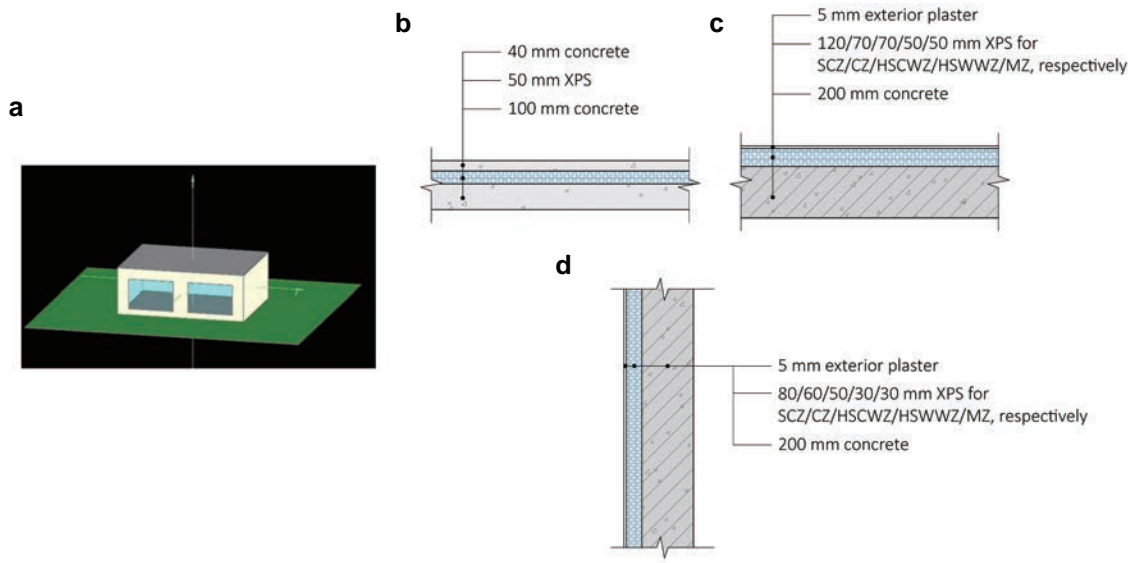 a
b
40 mm concrete
50 mm XPS
100 mm concrete
c
5 mm exterior plaster
120/70/70/50/50 mm XPS for
SCZ/CZ/HSCWZ/HSWWZ/MZ, respectively
200 mm concrete
d
5 mm exterior plaster
80/60/50/30/30 mm XPS for
SCZ/CZ/HSCWZ/HSWWZ/MZ, respectively
200 mm concrete